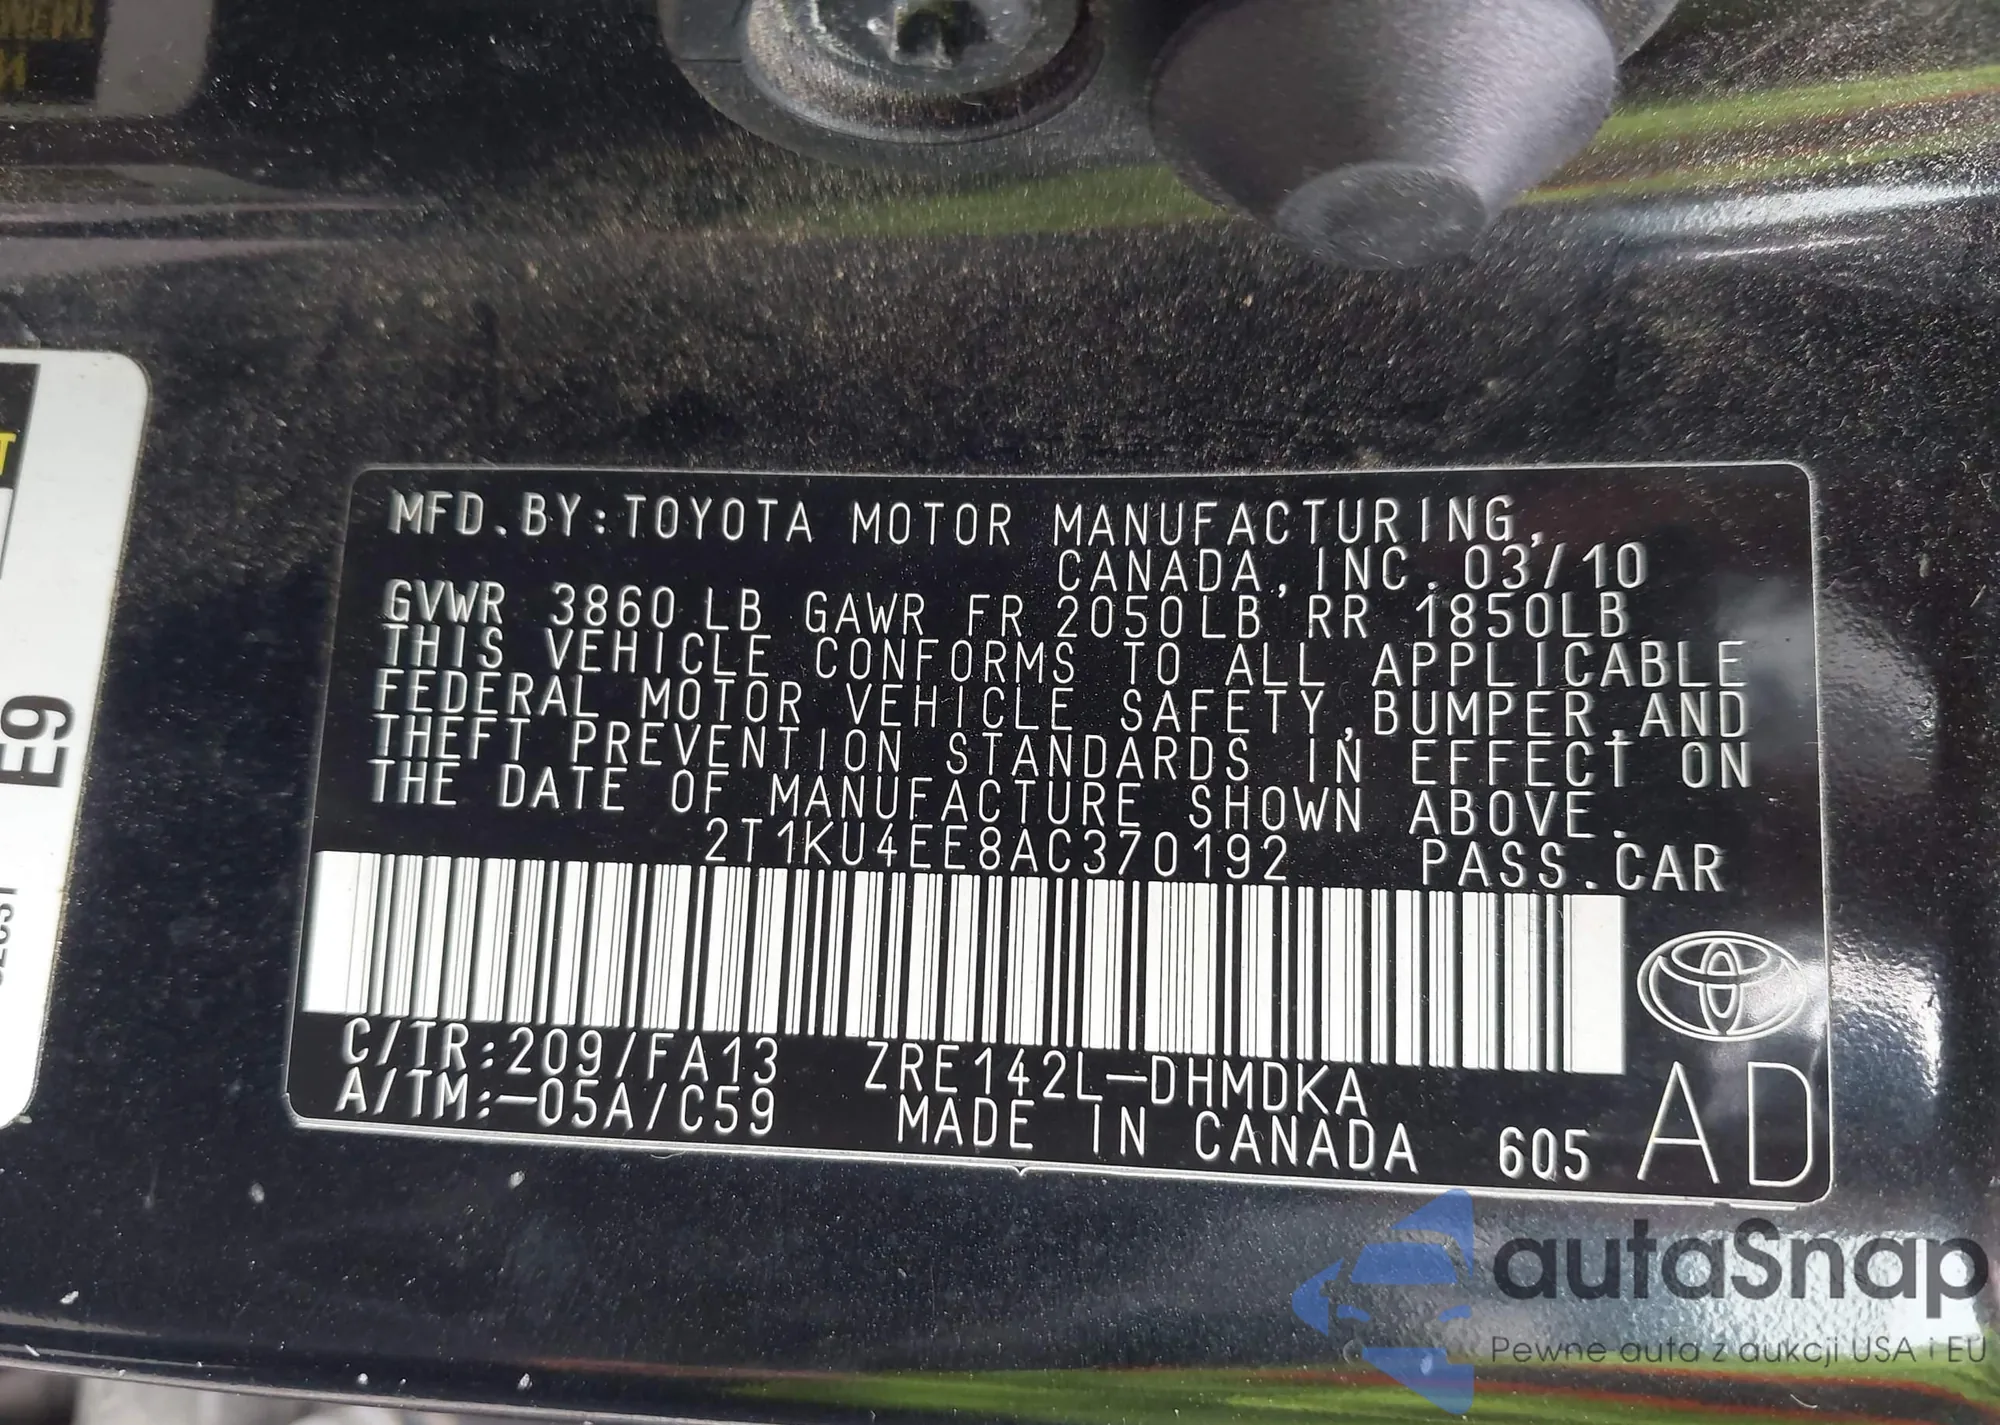 T
E9
MFD.BY:TOYOTA MOTOR MANUFACTURING,
CANADA,INC. 03/10
GVWR 3860 LB GAWR FR 2050LB RR 1850LB
THIS VEHICLE CONFORMS TO ALL APPLICABLE
FEDERAL MOTOR VEHICLE SAFETY,BUMPER,AND
THEFT PREVENTION STANDARDS IN EFFECT ON
THE DATE OF MANUFACTURE SHOWN ABOVE.
2T1KU4EE8AC370192 PASS.CAR
C/TR:209/FA13 ZRE142L-DHMDKA
A/TM:-05A/C59 MADE IN CANADA 6Q5 AD
autaSnap
Pewne auta z aukcji USA i EU